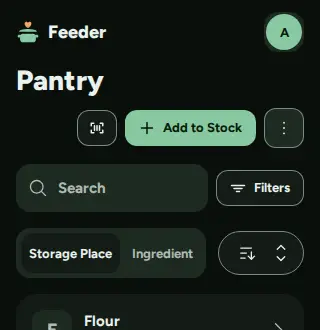 Feeder
A
Pantry
Add to Stock
Search
Filters
Storage Place
Ingredient
Flour